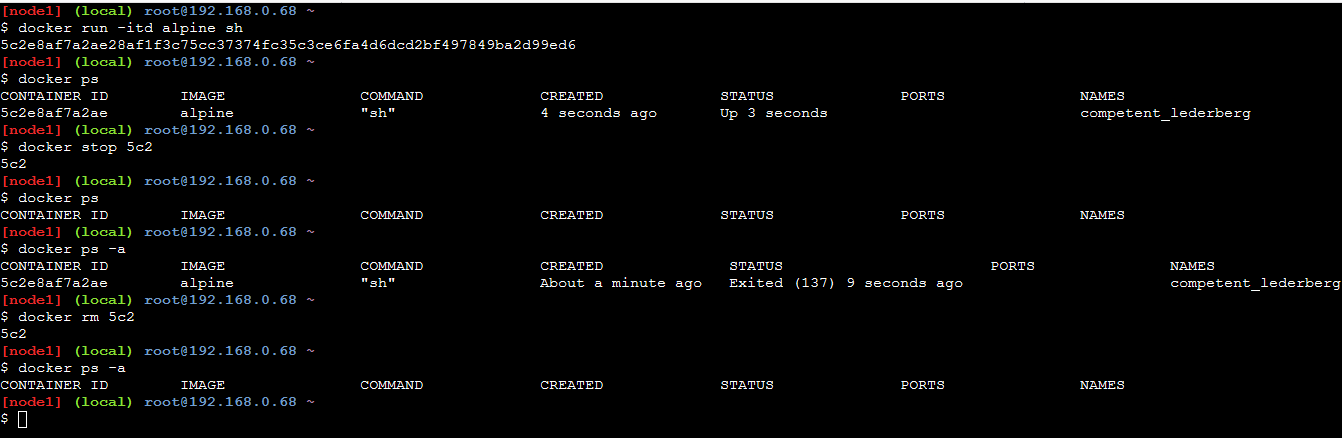 [node1] (local) root@192.168.0.68 ~
$ docker run -itd alpine sh
5c2e8af7a2ae28af1f3c75cc37374fc35c3ce6fa4d6dcd2bf497849ba2d99ed6
[node1] (local) root@192.168.0.68 ~
$ docker ps
CONTAINER ID        IMAGE               COMMAND             CREATED             STATUS              PORTS               NAMES
5c2e8af7a2ae        alpine              "sh"                4 seconds ago       Up 3 seconds                            competent_lederberg
[node1] (local) root@192.168.0.68 ~
$ docker stop 5c2
5c2
[node1] (local) root@192.168.0.68 ~
$ docker ps
CONTAINER ID        IMAGE               COMMAND             CREATED             STATUS              PORTS               NAMES
[node1] (local) root@192.168.0.68 ~
$ docker ps -a
CONTAINER ID        IMAGE               COMMAND             CREATED              STATUS                       PORTS               NAMES
5c2e8af7a2ae        alpine              "sh"                About a minute ago   Exited (137) 9 seconds ago                       competent_lederberg
[node1] (local) root@192.168.0.68 ~
$ docker rm 5c2
5c2
[node1] (local) root@192.168.0.68 ~
$ docker ps -a
CONTAINER ID        IMAGE               COMMAND             CREATED             STATUS              PORTS               NAMES
[node1] (local) root@192.168.0.68 ~
$